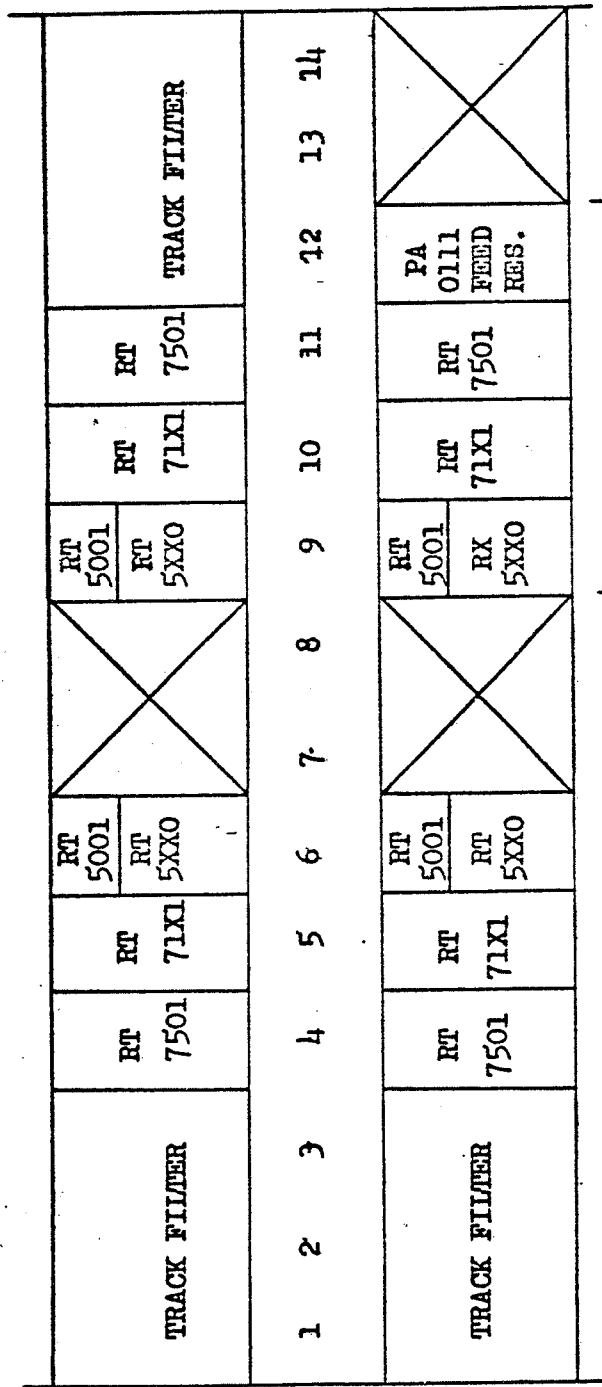 TRACK FILTER
RT
7501
RT
71X1
RT
5001
RT
5XX0
RT
5001
RT
5XX0
RT
71X1
RT
7501
TRACK FILTER
1 2 3 4 5 6 7 8 9 10 11 12 13 14
TRACK FILTER
RT
7501
RT
71X1
RT
5001
RT
5XX0
RT
5001
RX
5XX0
RT
71X1
RT
7501
PA
0111
FEED
RES.